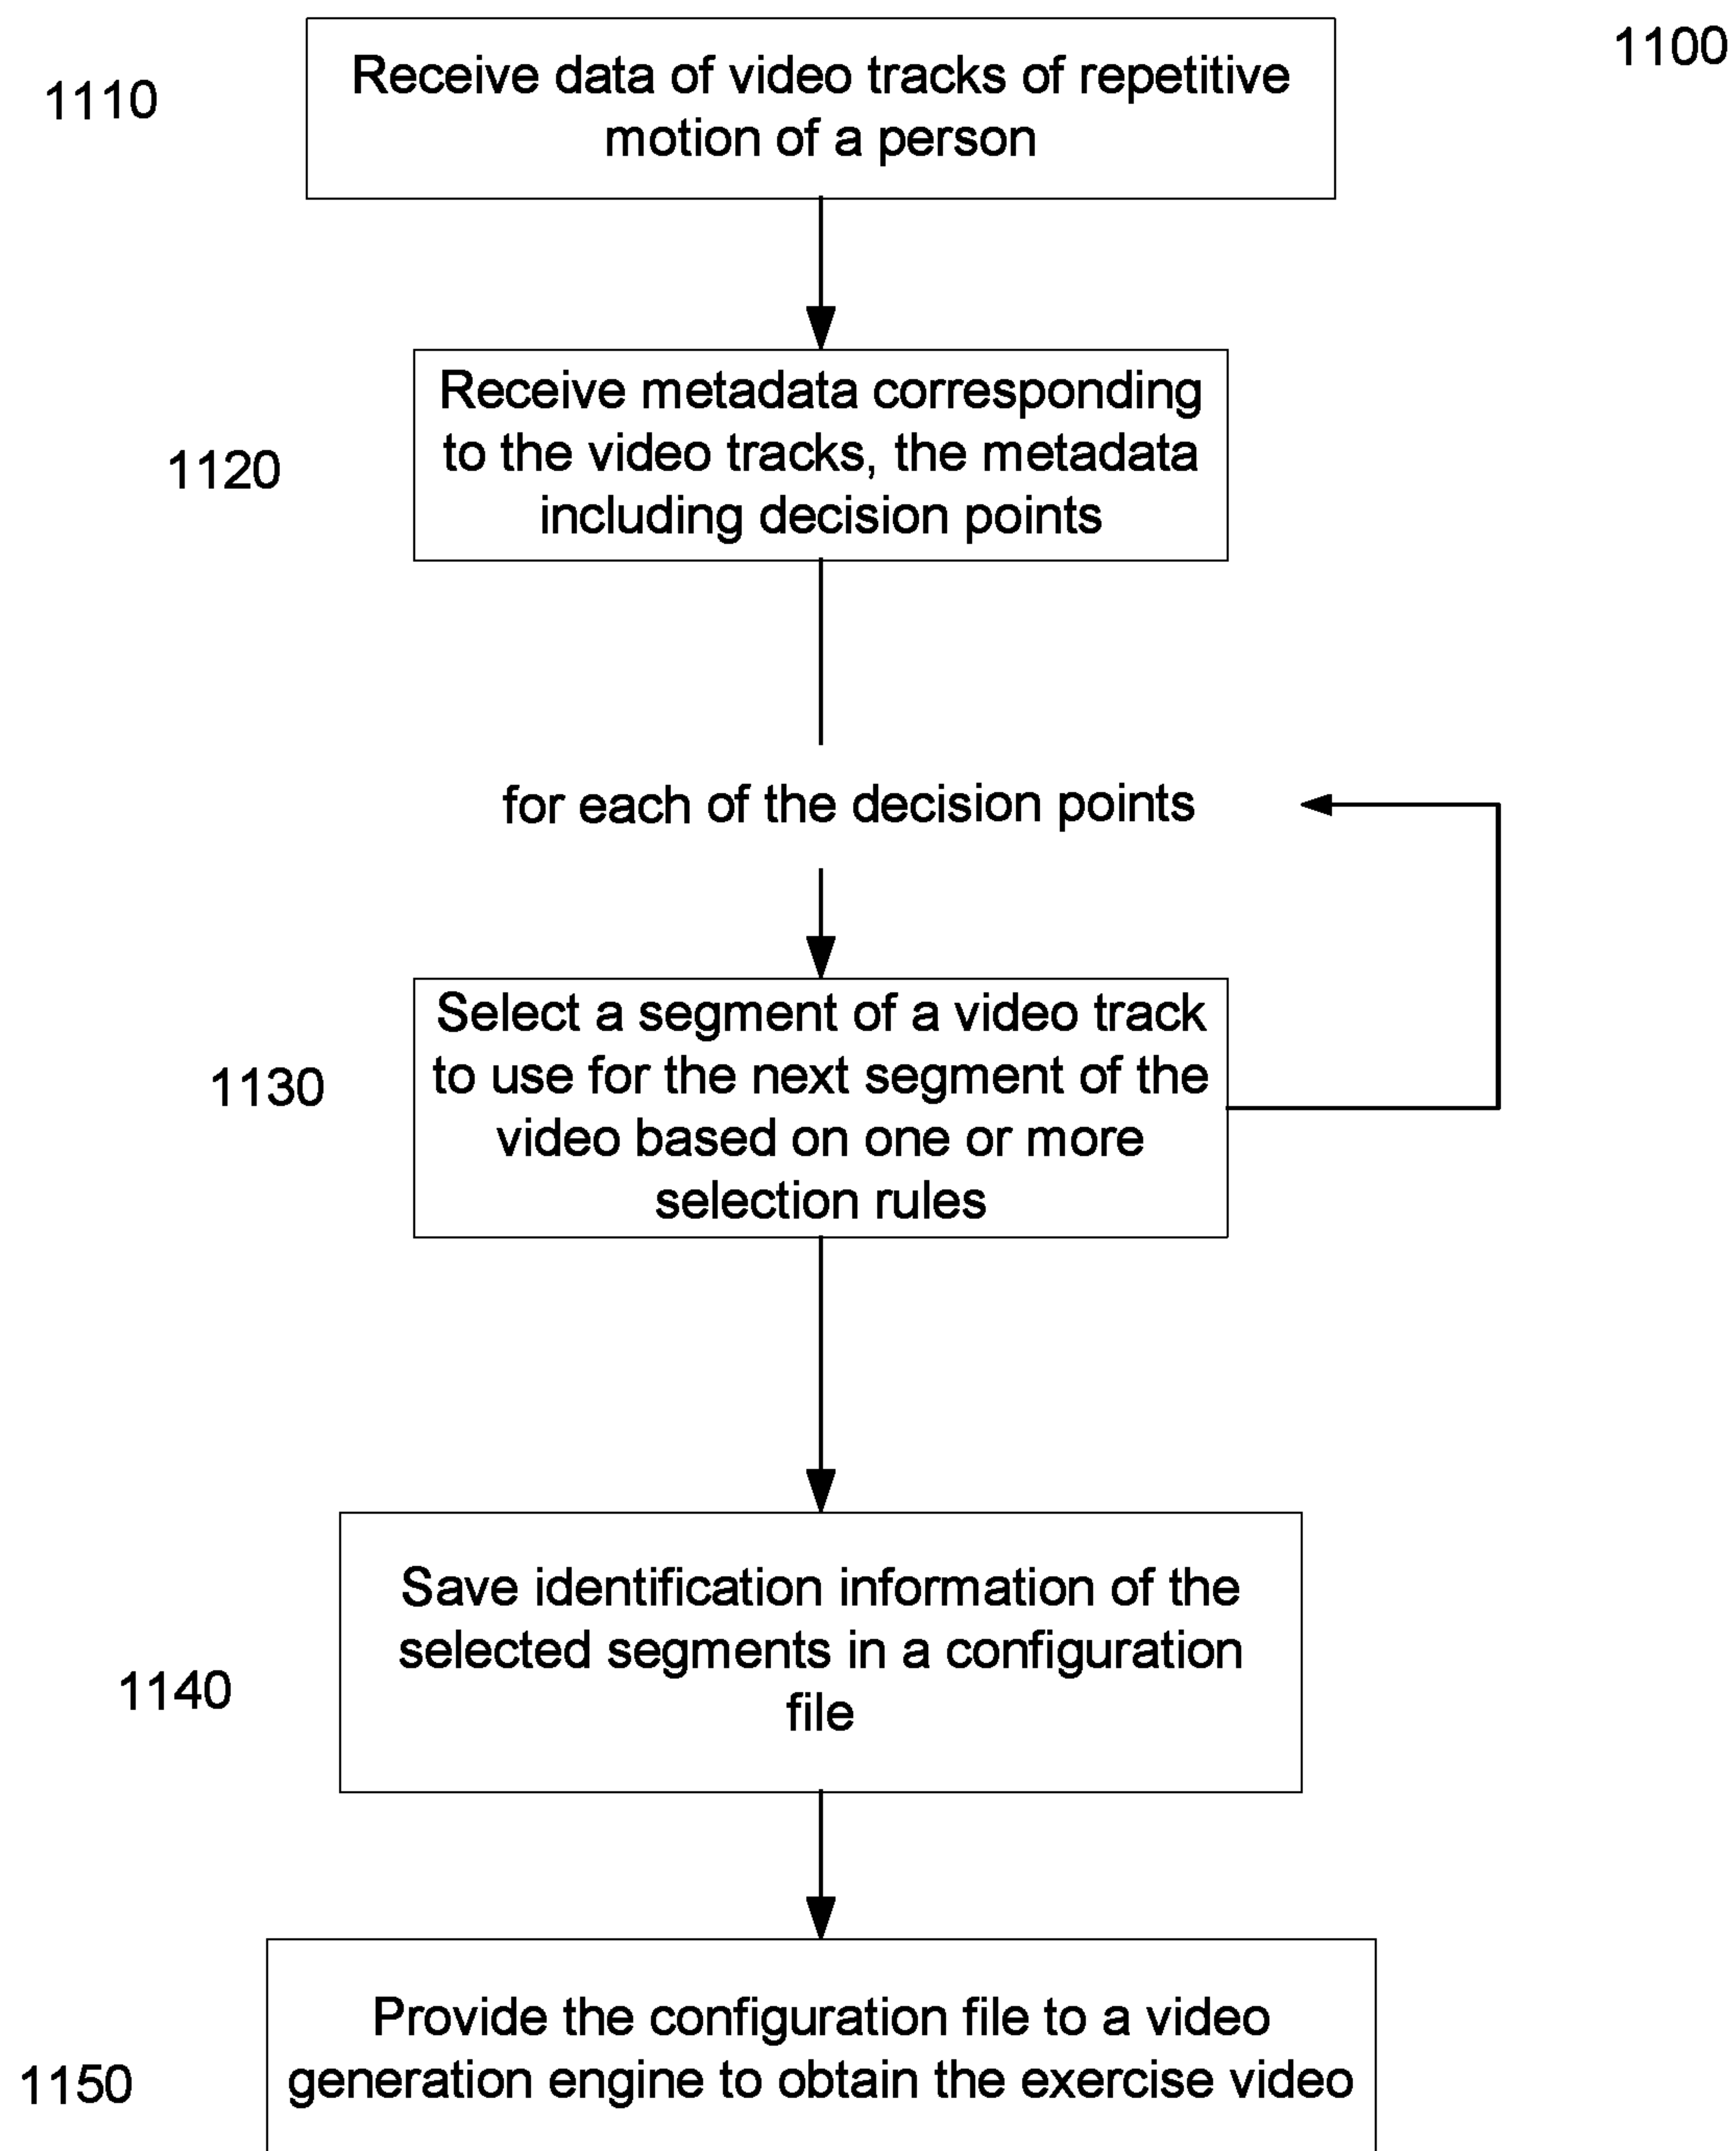 1100
1110
Receive data of video tracks of repetitive
motion of a person
1120
Receive metadata corresponding
to the video tracks, the metadata
including decision points
for each of the decision points
1130
Select a segment of a video track
to use for the next segment of the
video based on one or more
selection rules
1140
Save identification information of the
selected segments in a configuration
file
1150
Provide the configuration file to a video
generation engine to obtain the exercise video